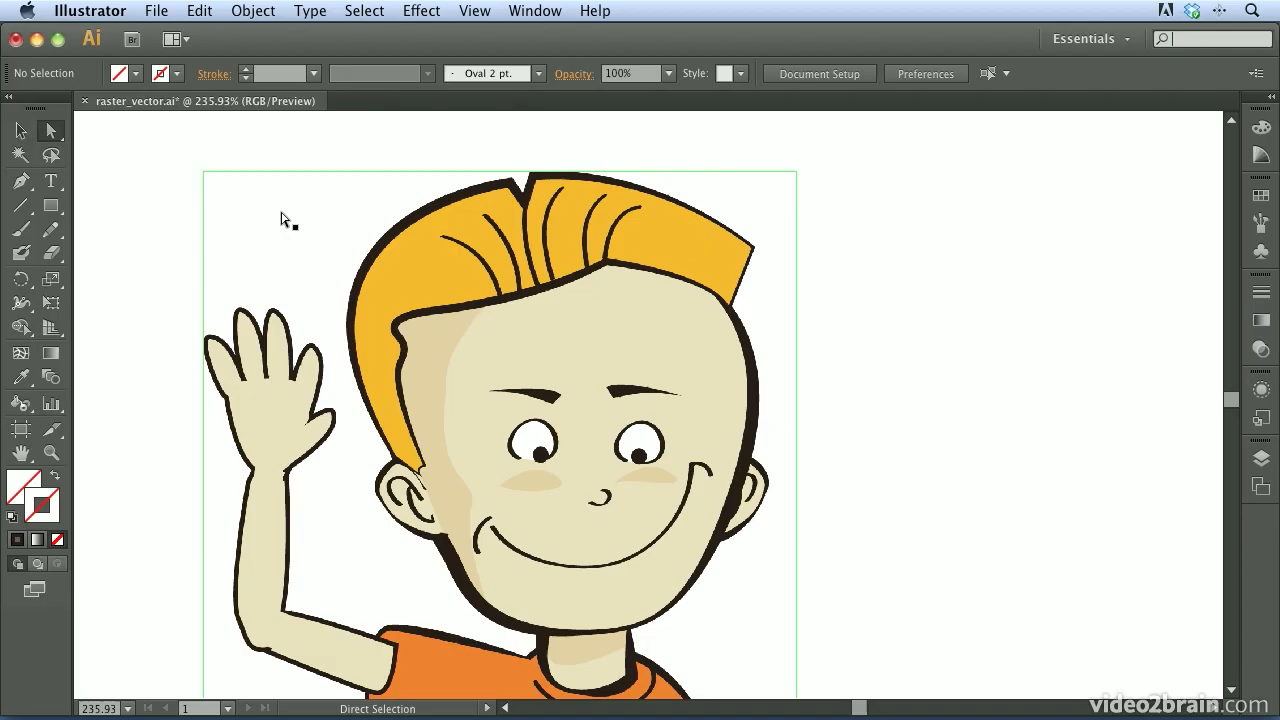 Illustrator File Edit Object Type Select Effect View Window Help
Ai Br Essentials
No Selection Stroke: Oval 2 pt. Opacity: 100% Style: Document Setup Preferences
raster_vector.ai* @ 235.93% (RGB/Preview)
T
235.93 1 Direct Selection
video2brain.com